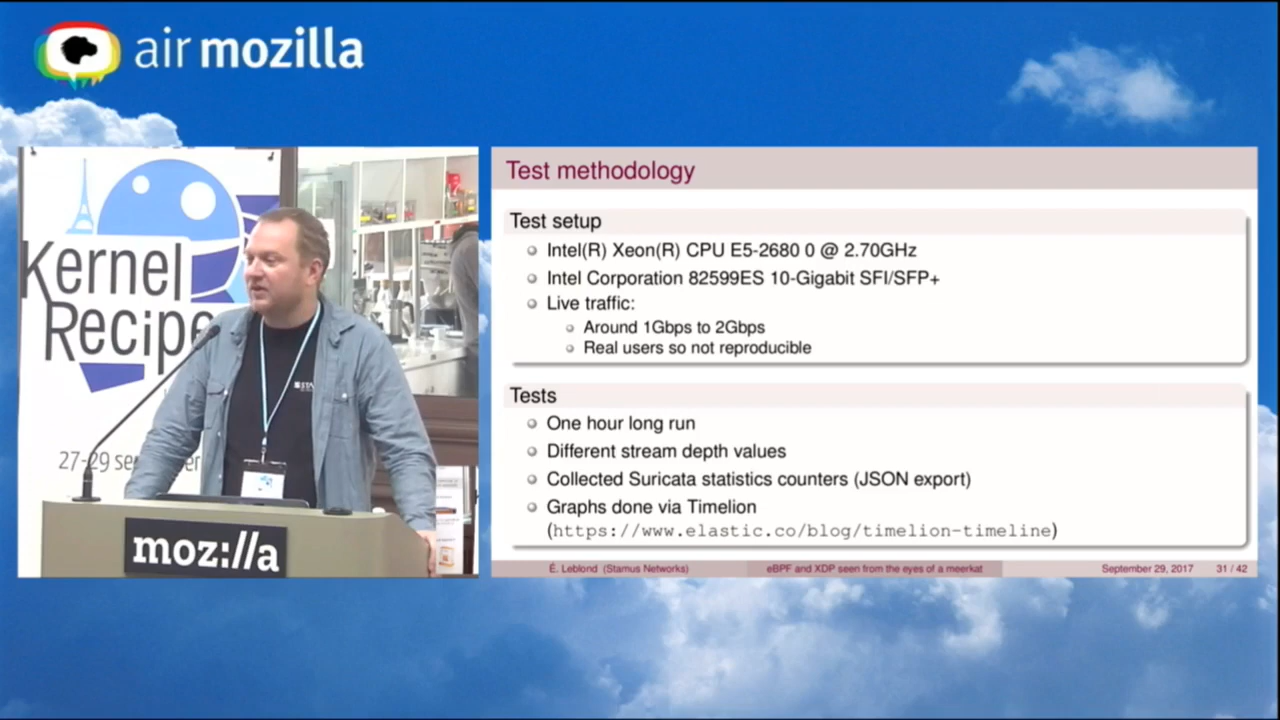 air mozilla
Kernel
Recipe
27-29
moz://a
Test methodology
Test setup
Intel(R) Xeon(R) CPU E5-2680 0 @ 2.70GHz
Intel Corporation 82599ES 10-Gigabit SFI/SFP+
Live traffic:
Around 1Gbps to 2Gbps
Real users so not reproducible
Tests
One hour long run
Different stream depth values
Collected Suricata statistics counters (JSON export)
Graphs done via Timelion
(https://www.elastic.co/blog/timelion-timeline)
É. Leblond (Stamus Networks) eBPF and XDP seen from the eyes of a meerkat September 29, 2017 31 / 42